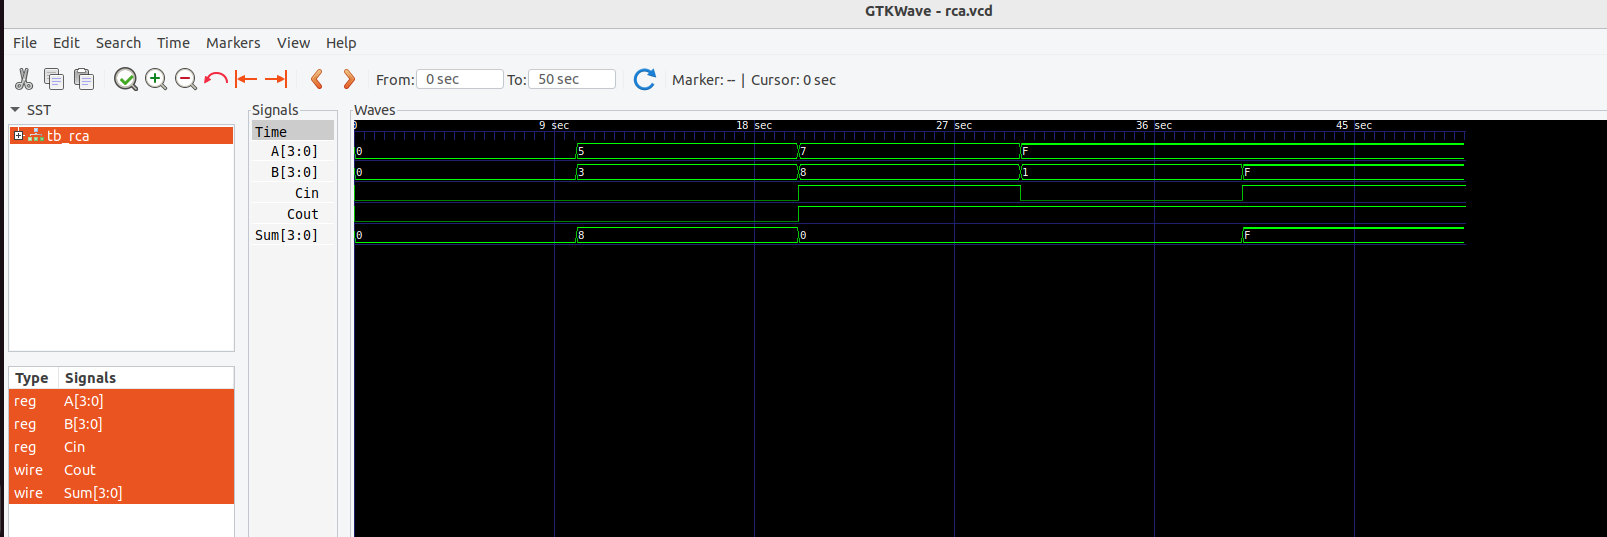 GTKWave - rca.vcd
File Edit Search Time Markers View Help
From: 0 sec To: 50 sec Marker: -- | Cursor: 0 sec
SST
tb_rca
Type Signals
reg A[3:0]
reg B[3:0]
reg Cin
wire Cout
wire Sum[3:0]
Signals
Time
A[3:0]
B[3:0]
Cin
Cout
Sum[3:0]
Waves
0 9 sec 18 sec 27 sec 36 sec 45 sec
0 5 7 F
0 3 8 1 F
0 8 0 F